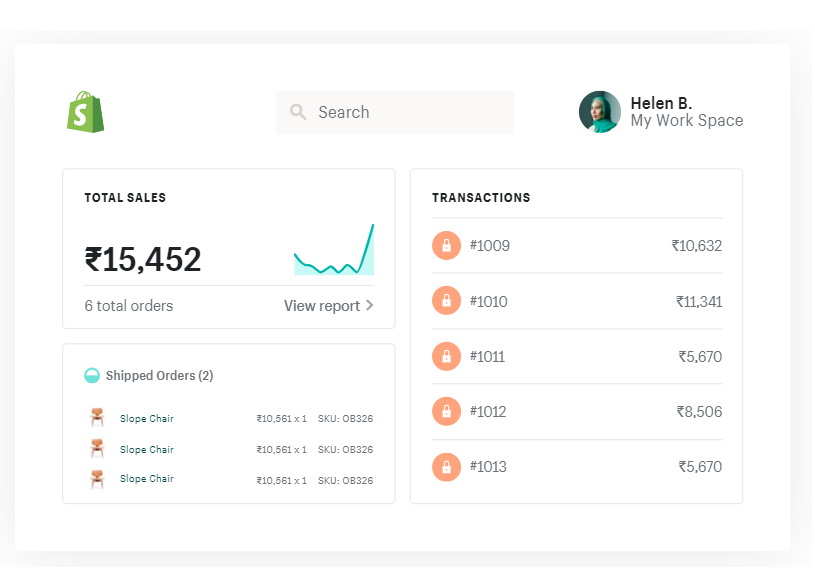 S
Search
Helen B.
My Work Space
TOTAL SALES
₹15,452
6 total orders
View report
Shipped Orders (2)
Slope Chair ₹10,561 x 1 SKU: OB326
Slope Chair ₹10,561 x 1 SKU: OB326
Slope Chair ₹10,561 x 1 SKU: OB326
TRANSACTIONS
#1009 ₹10,632
#1010 ₹11,341
#1011 ₹5,670
#1012 ₹8,506
#1013 ₹5,670